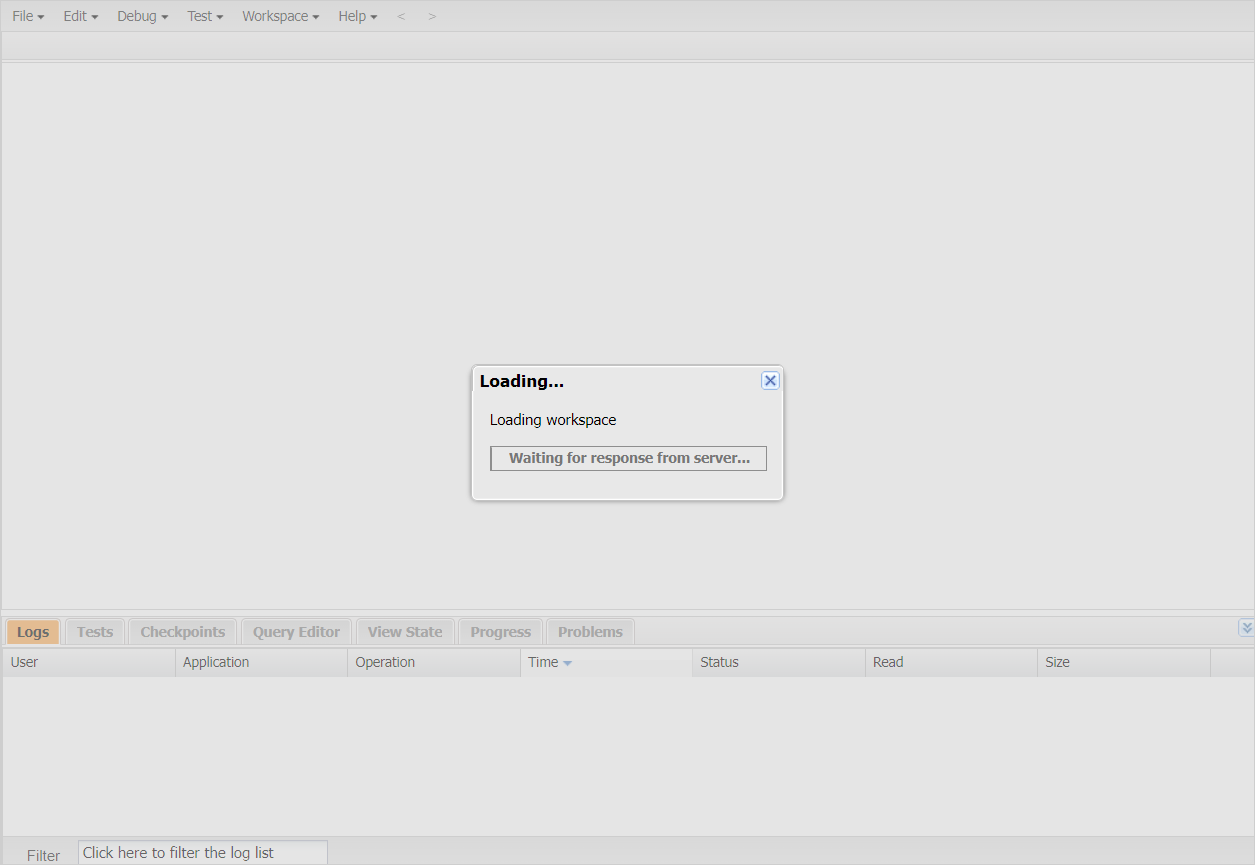 File Edit Debug Test Workspace Help < >
Loading...
Loading workspace
Waiting for response from server...
Logs Tests Checkpoints Query Editor View State Progress Problems
User Application Operation Time Status Read Size
Filter Click here to filter the log list